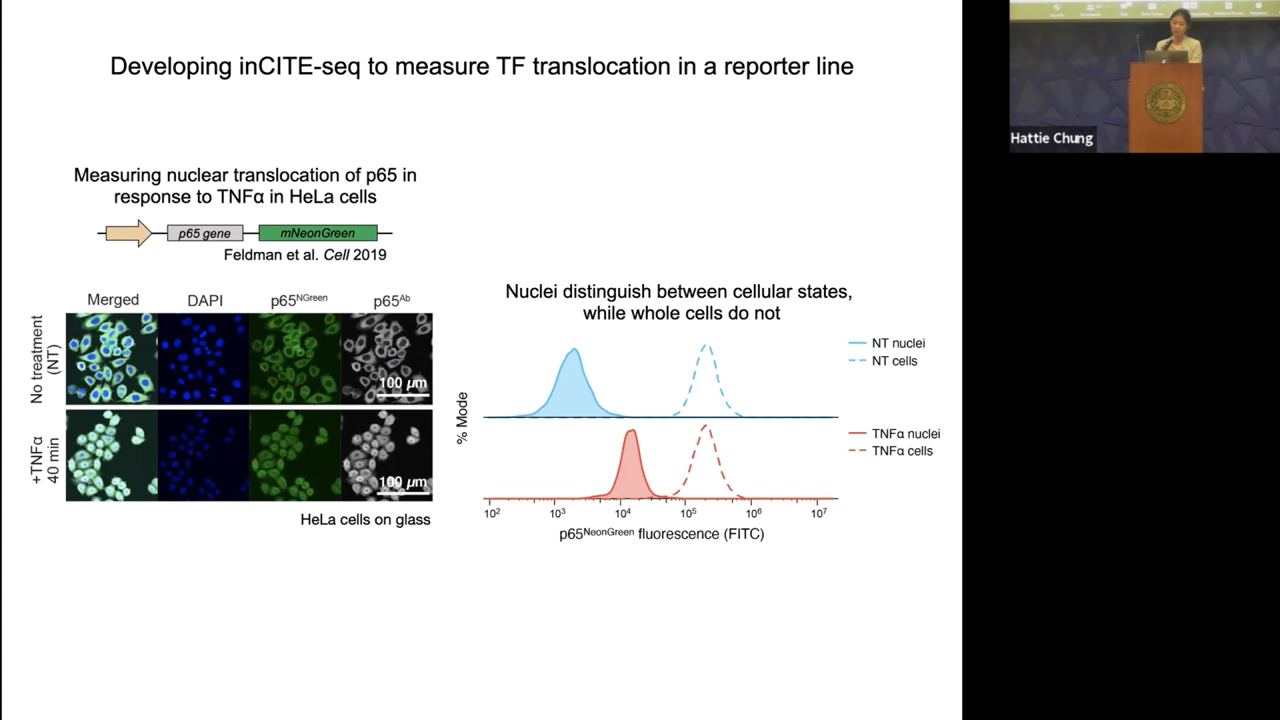 Developing inCITE-seq to measure TF translocation in a reporter line
Measuring nuclear translocation of p65 in
response to TNFα in HeLa cells
p65 gene
mNeonGreen
Feldman et al. Cell 2019
Merged
DAPI
p65NGreen
p65Ab
No treatment
(NT)
100 µm
+TNFα
40 min
100 µm
HeLa cells on glass
Nuclei distinguish between cellular states,
while whole cells do not
NT nuclei
NT cells
TNFα nuclei
TNFα cells
% Mode
10² 10³ 10⁴ 10⁵ 10⁶ 10⁷
p65NeonGreen fluorescence (FITC)
Hattie Chung